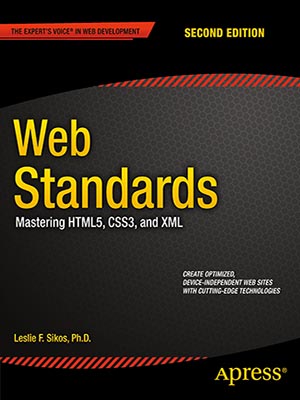 THE EXPERT'S VOICE® IN WEB DEVELOPMENT
SECOND EDITION
Web
Standards
Mastering HTML5, CSS3, and XML
CREATE OPTIMIZED,
DEVICE-INDEPENDENT WEB SITES
WITH CUTTING-EDGE TECHNOLOGIES
Leslie F. Sikos, Ph.D.
Apress®